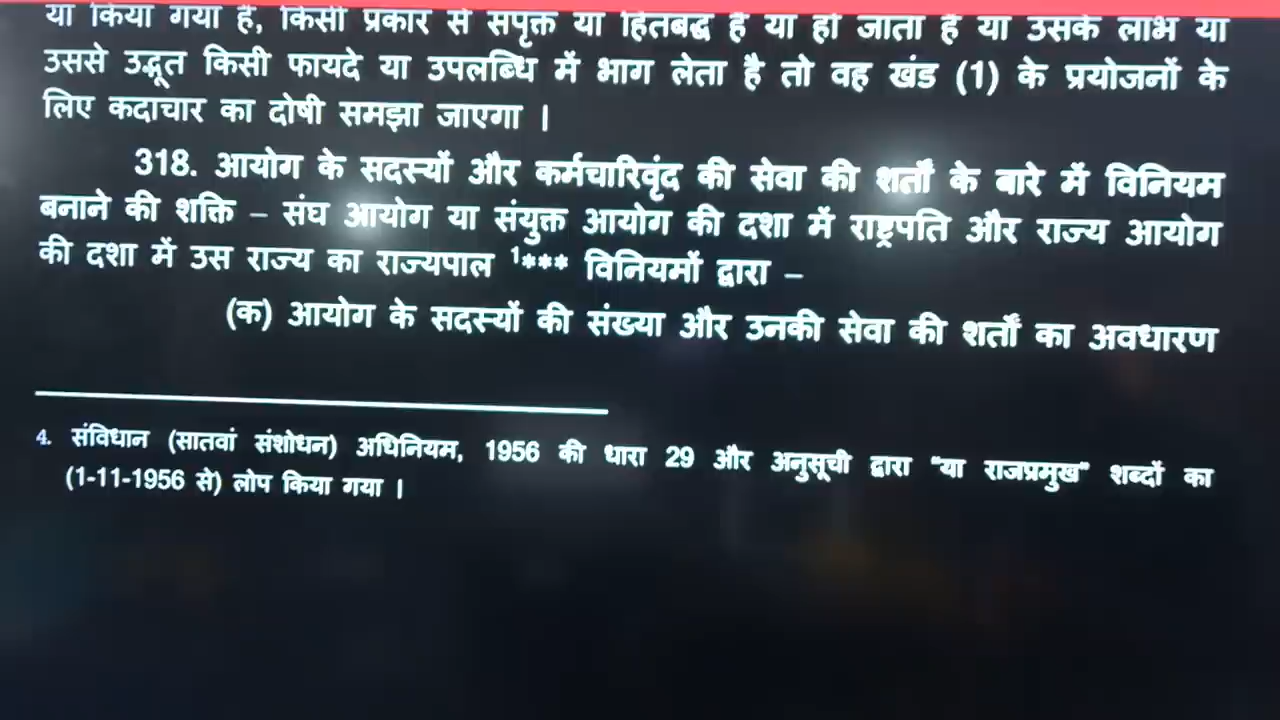 या किया गया है, किसी प्रकार से संपृक्त या हितबद्ध है या हो जाता है या उसके लाभ या
उससे उद्भूत किसी फायदे या उपलब्धि में भाग लेता है तो वह खंड (1) के प्रयोजनों के
लिए कदाचार का दोषी समझा जाएगा ।
318. आयोग के सदस्यों और कर्मचारिवृंद की सेवा की शर्तों के बारे में विनियम
बनाने की शक्ति – संघ आयोग या संयुक्त आयोग की दशा में राष्ट्रपति और राज्य आयोग
की दशा में उस राज्य का राज्यपाल 1*** विनियमों द्वारा –
(क) आयोग के सदस्यों की संख्या और उनकी सेवा की शर्तों का अवधारण
4. संविधान (सातवां संशोधन) अधिनियम, 1956 की धारा 29 और अनुसूची द्वारा "या राजप्रमुख" शब्दों का
(1-11-1956 से) लोप किया गया ।